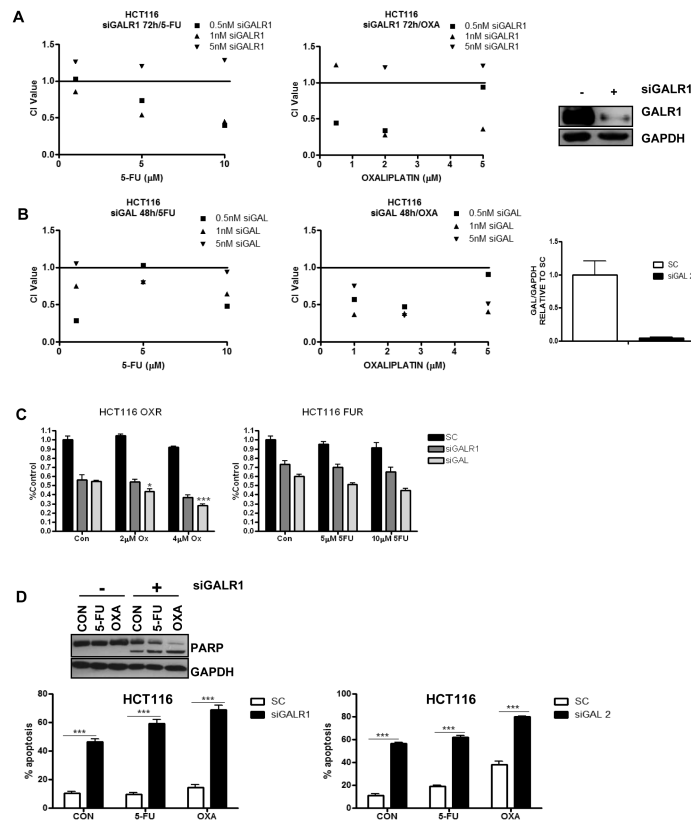 A
HCT116
siGALR1 72h/5-FU
0.5nM siGALR1
1nM siGALR1
5nM siGALR1
CI Value
1.5
1.0
0.5
0.0
0
5
10
5-FU (µM)
HCT116
siGALR1 72h/OXA
0.5nM siGALR1
1nM siGALR1
5nM siGALR1
CI Value
1.5
1.0
0.5
0.0
0
1
2
3
4
5
OXALIPLATIN (µM)
- + siGALR1
GALR1
GAPDH
B
HCT116
siGAL 48h/5FU
0.5nM siGAL
1nM siGAL
5nM siGAL
CI Value
1.5
1.0
0.5
0.0
0
5
10
5-FU (µM)
HCT116
siGAL 48h/OXA
0.5nM siGAL
1nM siGAL
5nM siGAL
CI Value
1.5
1.0
0.5
0.0
0
1
2
3
4
5
OXALIPLATIN (µM)
GAL/GAPDH
RELATIVE TO SC
1.5
1.0
0.5
0.0
SC
siGAL 2
C
HCT116 OXR
%Control
1.1
1.0
0.9
0.8
0.7
0.6
0.5
0.4
0.3
0.2
0.1
0.0
*
***
Con
2µM Ox
4µM Ox
HCT116 FUR
%Control
1.1
1.0
0.9
0.8
0.7
0.6
0.5
0.4
0.3
0.2
0.1
0.0
Con
5µM 5FU
10µM 5FU
SC
siGALR1
siGAL
D
- + siGALR1
CON 5-FU OXA CON 5-FU OXA
PARP
GAPDH
HCT116
SC
siGALR1
% apoptosis
80
60
40
20
0
***
***
***
CON
5-FU
OXA
HCT116
SC
siGAL 2
% apoptosis
100
80
60
40
20
0
***
***
***
CON
5-FU
OXA